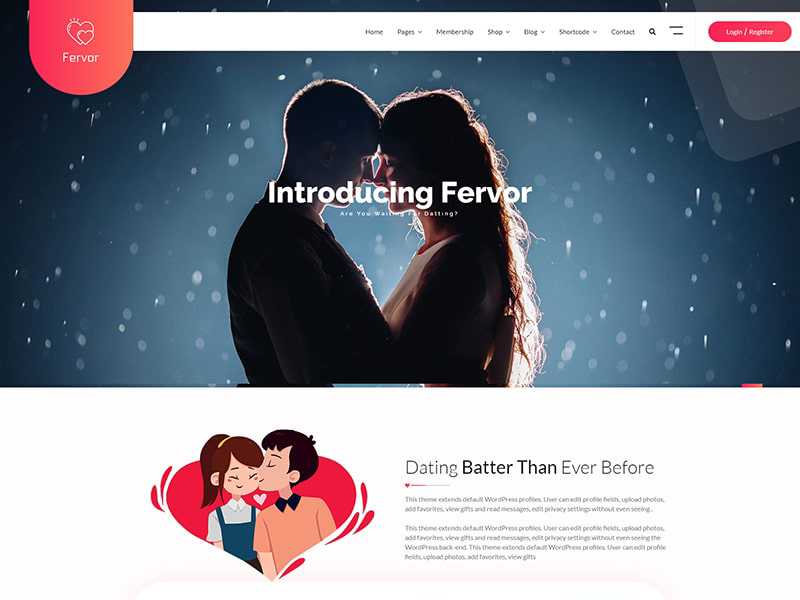 Fervor
Home Pages Membership Shop Blog Shortcode Contact Login / Register
Introducing Fervor
Are You Waiting For Datting?
Dating Batter Than Ever Before
This theme extends default WordPress profiles. User can edit profile fields, upload photos,
add favorites, view gifts and read messages, edit privacy settings without even seeing .
This theme extends default WordPress profiles. User can edit profile fields, upload photos,
add favorites, view gifts and read messages, edit privacy settings without even seeing the
WordPress back-end. This theme extends default WordPress profiles. User can edit profile
fields, upload photos, add favorites, view gifts